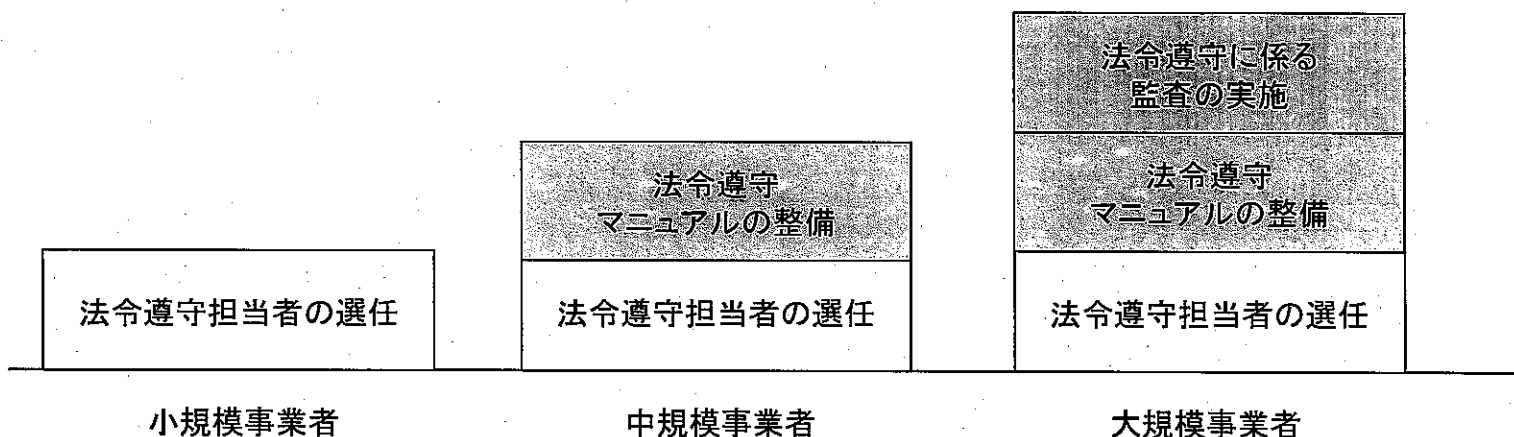 法令遵守に係る
監査の実施
法令遵守
マニュアルの整備
法令遵守
マニュアルの整備
法令遵守担当者の選任
法令遵守担当者の選任
法令遵守担当者の選任
小規模事業者
中規模事業者
大規模事業者